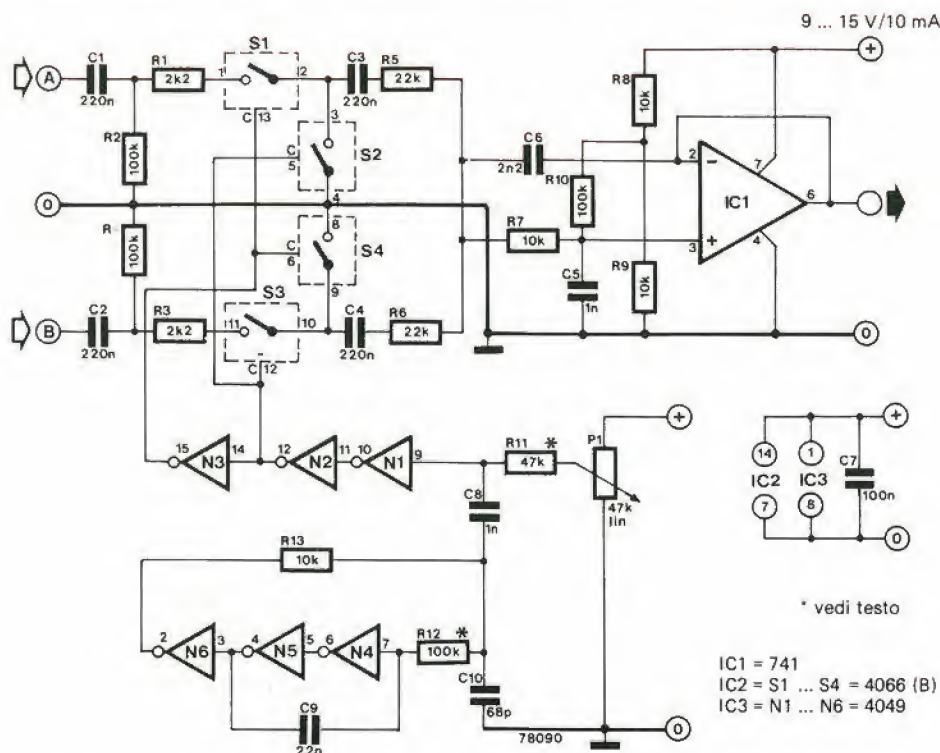 9 ... 15 V/10 mA
+
A
C1
220n
R1
2k2
S1
1
2
C 13
C3
220n
R5
22k
R2
100k
3
C
5
S2
4
0
R
100k
8
C
6
S4
9
B
C2
220n
R3
2k2
S3
11
10
C 12
C4
220n
R6
22k
C6
2n2
R10
100k
R7
10k
C5
1n
R8
10k
R9
10k
2
-
7
IC1
6
+
3
4
0
15
N3
14
12
N2
11
10
N1
9
R11
*
47k
P1
+
47k
lin
C8
1n
R13
10k
2
N6
3
4
N5
5
6
N4
7
R12
*
100k
C10
68p
C9
22n
78090
0
+
14
1
IC2
IC3
C7
100n
7
8
0
* vedi testo
IC1 = 741
IC2 = S1 ... S4 = 4066 (B)
IC3 = N1 ... N6 = 4049